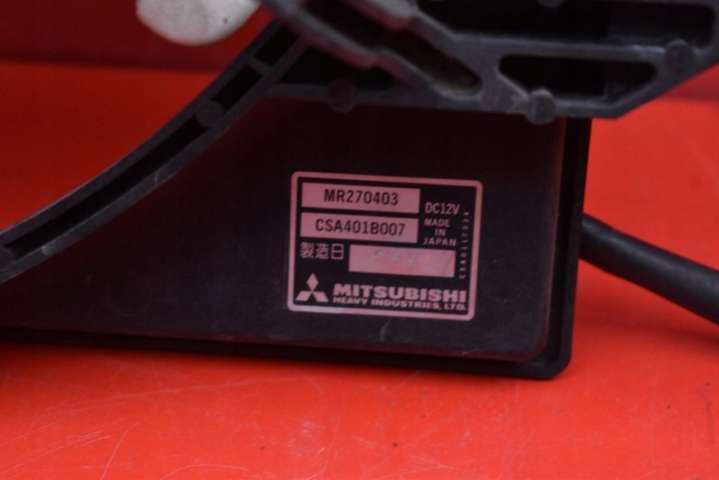 MR270403
DC12V
CSA401B007
MADE
IN
JAPAN
製造日
MITSUBISHI
HEAVY INDUSTRIES, LTD.